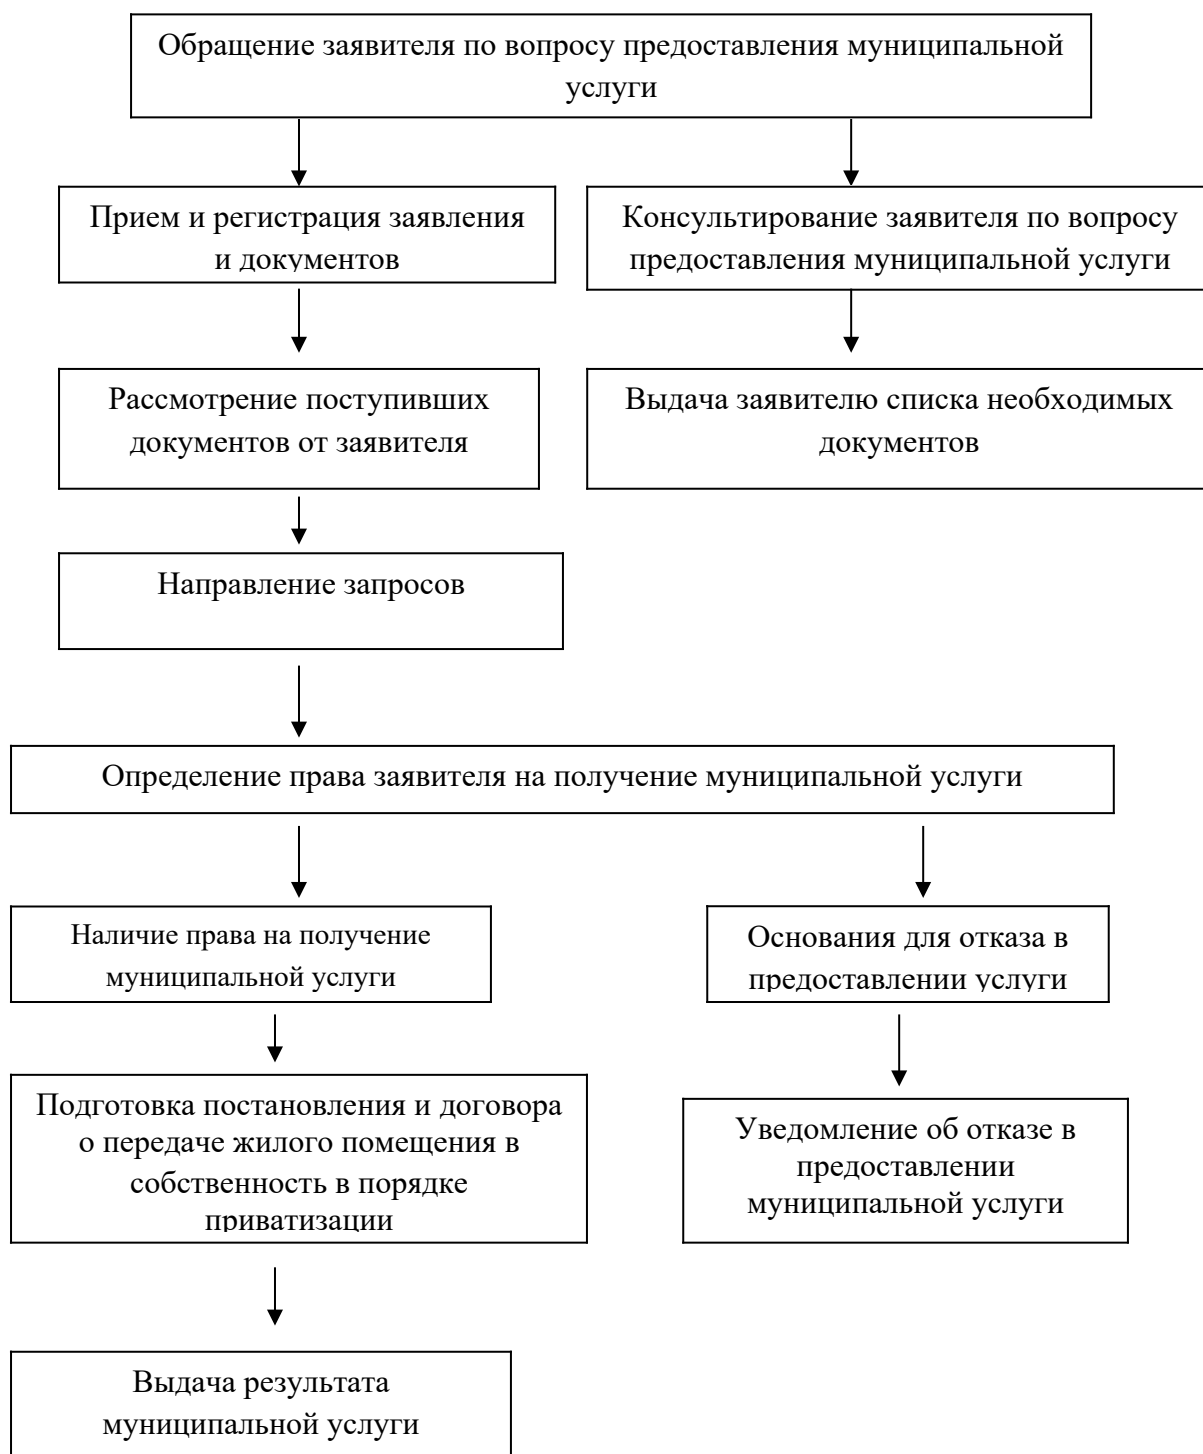 Обращение заявителя по вопросу предоставления муниципальной
услуги
Прием и регистрация заявления
и документов
Консультирование заявителя по вопросу
предоставления муниципальной услуги
Рассмотрение поступивших
документов от заявителя
Выдача заявителю списка необходимых
документов
Направление запросов
Определение права заявителя на получение муниципальной услуги
Наличие права на получение
муниципальной услуги
Основания для отказа в
предоставлении услуги
Подготовка постановления и договора
о передаче жилого помещения в
собственность в порядке
приватизации
Уведомление об отказе в
предоставлении
муниципальной услуги
Выдача результата
муниципальной услуги